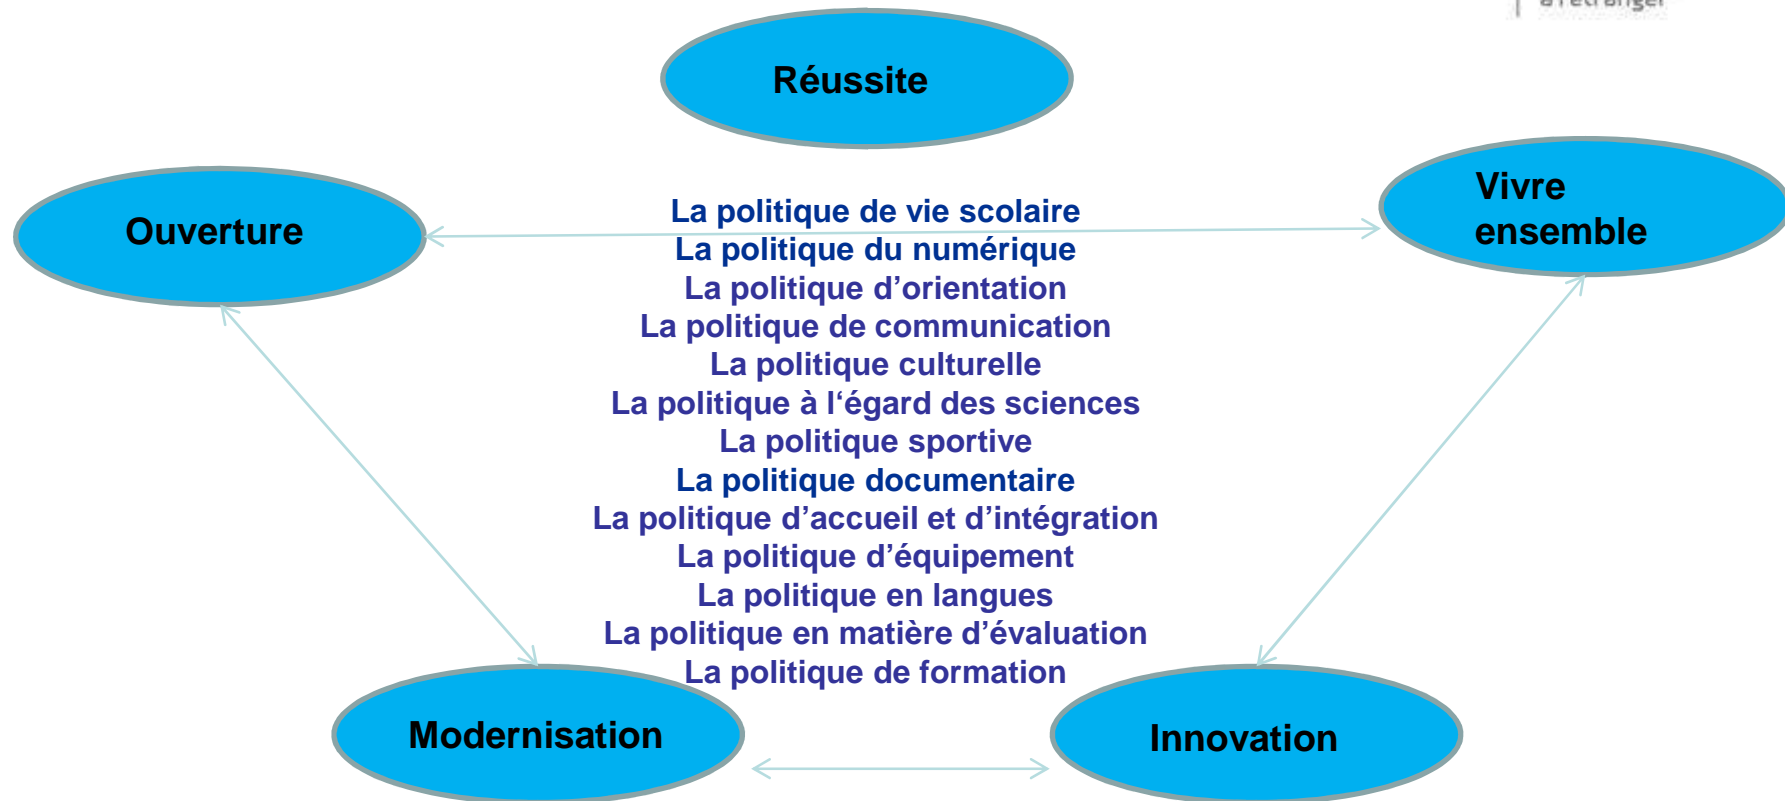 à l'étranger
Réussite
Ouverture
Vivre
ensemble
La politique de vie scolaire
La politique du numérique
La politique d’orientation
La politique de communication
La politique culturelle
La politique à l‘égard des sciences
La politique sportive
La politique documentaire
La politique d’accueil et d’intégration
La politique d’équipement
La politique en langues
La politique en matière d’évaluation
La politique de formation
Modernisation
Innovation